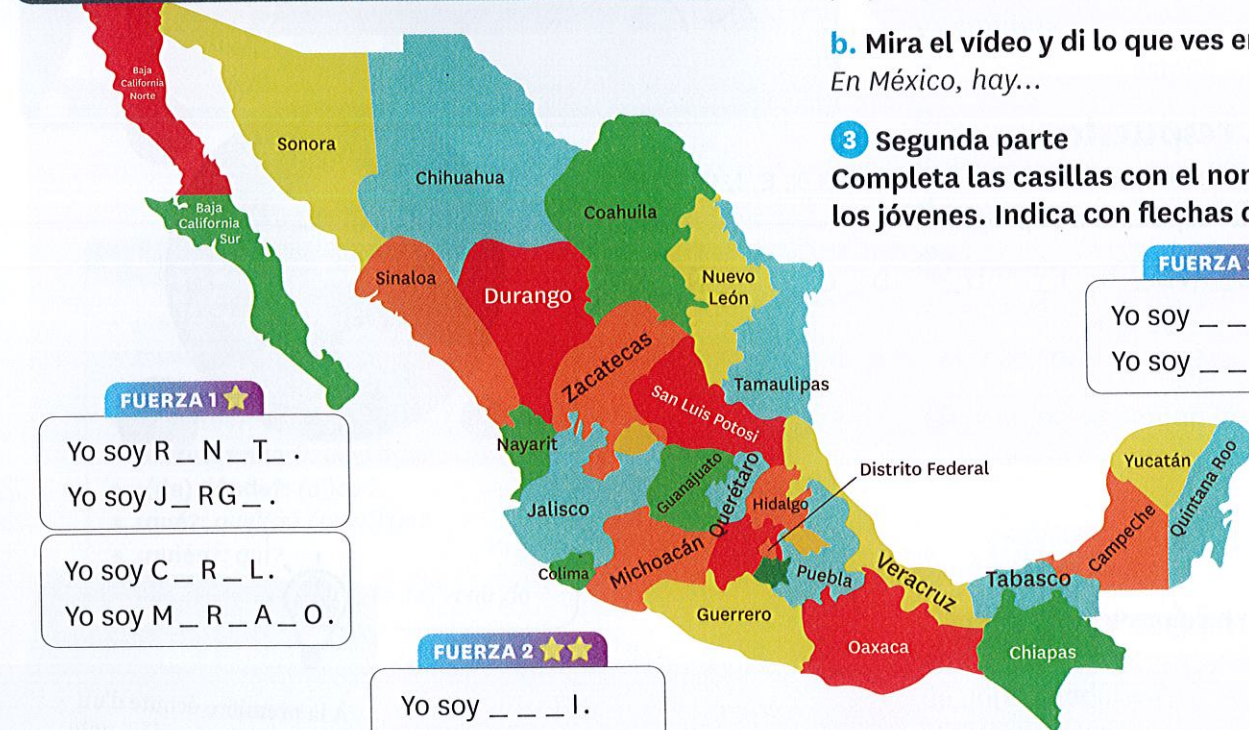 b. Mira el vídeo y di lo que ves e
En México, hay...
3 Segunda parte
Completa las casillas con el no
los jóvenes. Indica con flechas
FUERZA
Yo soy _ _
Yo soy _ _
Baja
California
Norte
Sonora
Chihuahua
Coahuila
Baja
California
Sur
Sinaloa
Durango
Nuevo
León
Zacatecas
San Luis Potosi
Tamaulipas
Nayarit
Guanajuato
Querétaro
Hidalgo
Distrito Federal
Jalisco
Colima
Michoacán
Puebla
Veracruz
Guerrero
Oaxaca
Tabasco
Chiapas
Campeche
Yucatán
Quintana Roo
FUERZA 1
Yo soy R _ N _ T _ .
Yo soy J _ RG _ .
Yo soy C _ R _ L.
Yo soy M _ R _ A _ O.
FUERZA 2
Yo soy _ _ _ I.